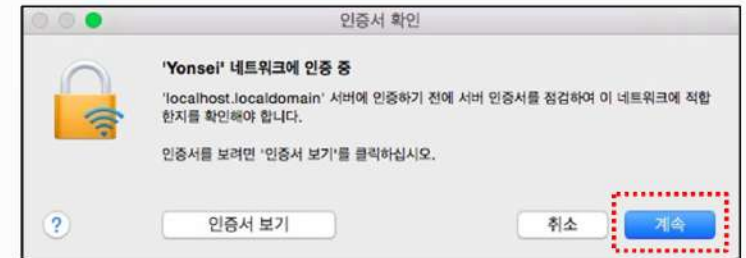 인증서 확인
'Yonsei' 네트워크에 인증 중
'localhost.localdomain' 서버에 인증하기 전에 서버 인증서를 점검하여 이 네트워크에 적합
한지를 확인해야 합니다.
인증서를 보려면 '인증서 보기'를 클릭하십시오.
? 인증서 보기 취소 계속